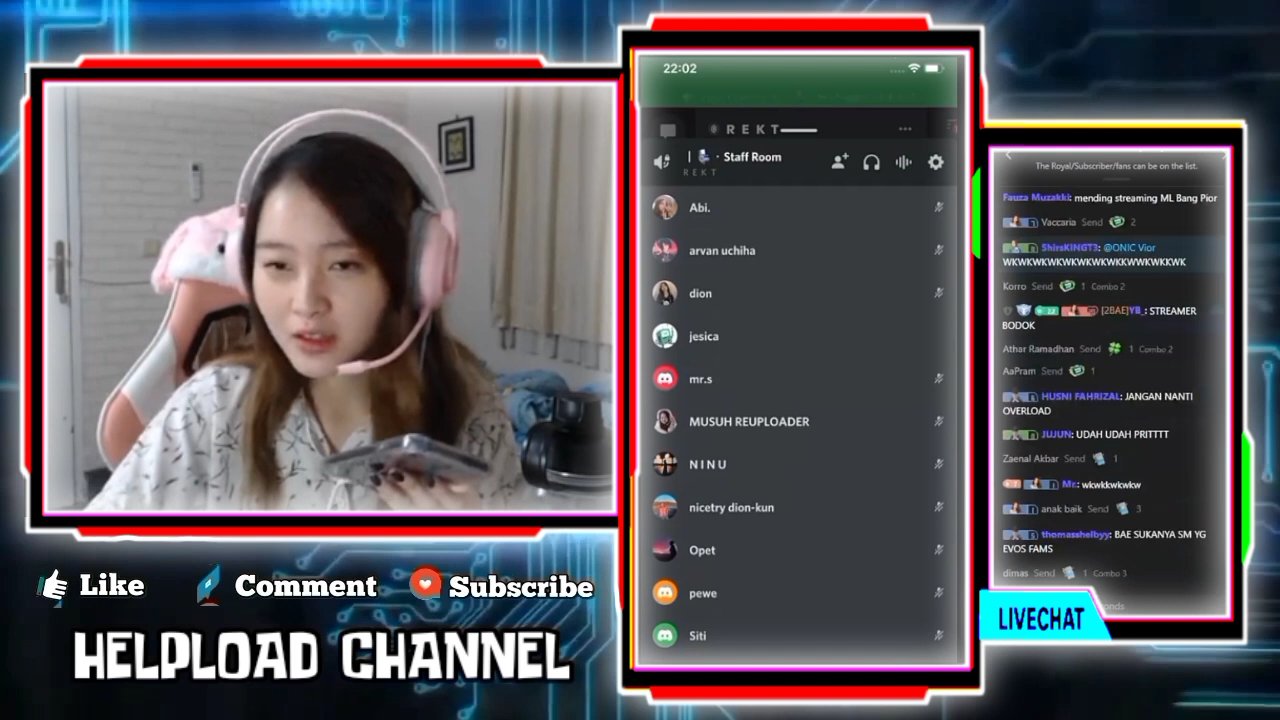 22:02
R E K T
| · Staff Room
R E K T
Abi.
arvan uchiha
dion
jesica
mr.s
MUSUH REUPLOADER
N I N U
nicetry dion-kun
Opet
pewe
Siti
The Royal/Subscriber/fans can be on the list.
Fauza Muzakki: mending streaming ML Bang Pior
Vaccaria Send 2
ShirsKINGT3: @ONIC Vior
WKWKWKWKWKWKWKWKKWWKWKKWK
Korro Send 1 Combo 2
22 [2BAE]YB_: STREAMER
BODOK
Athar Ramadhan Send 1 Combo 2
AaPram Send 1
HUSNI FAHRIZAL: JANGAN NANTI
OVERLOAD
JUJUN: UDAH UDAH PRITTTT
Zaenal Akbar Send 1
Mr.: wkwkkwkwkw
anak baik Send 3
thomasshelbyy: BAE SUKANYA SM YG
EVOS FAMS
dimas Send 1 Combo 3
LIVECHAT
Like Comment Subscribe
HELPLOAD CHANNEL